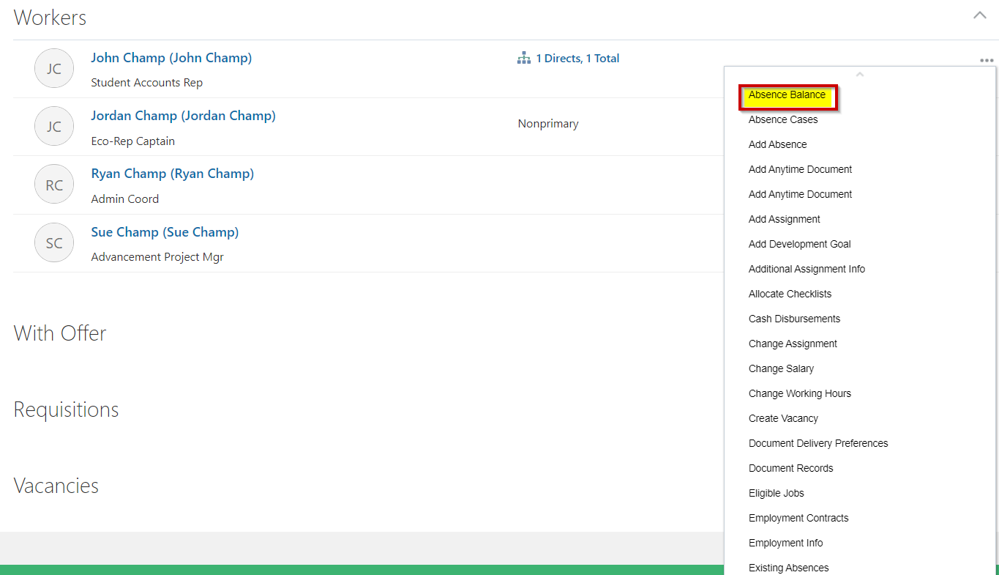 Workers
JC
John Champ (John Champ)
1 Directs, 1 Total
Student Accounts Rep
JC
Jordan Champ (Jordan Champ)
Nonprimary
Eco-Rep Captain
RC
Ryan Champ (Ryan Champ)
Admin Coord
SC
Sue Champ (Sue Champ)
Advancement Project Mgr
With Offer
Requisitions
Vacancies
Absence Balance
Absence Cases
Add Absence
Add Anytime Document
Add Anytime Document
Add Assignment
Add Development Goal
Additional Assignment Info
Allocate Checklists
Cash Disbursements
Change Assignment
Change Salary
Change Working Hours
Create Vacancy
Document Delivery Preferences
Document Records
Eligible Jobs
Employment Contracts
Employment Info
Existing Absences